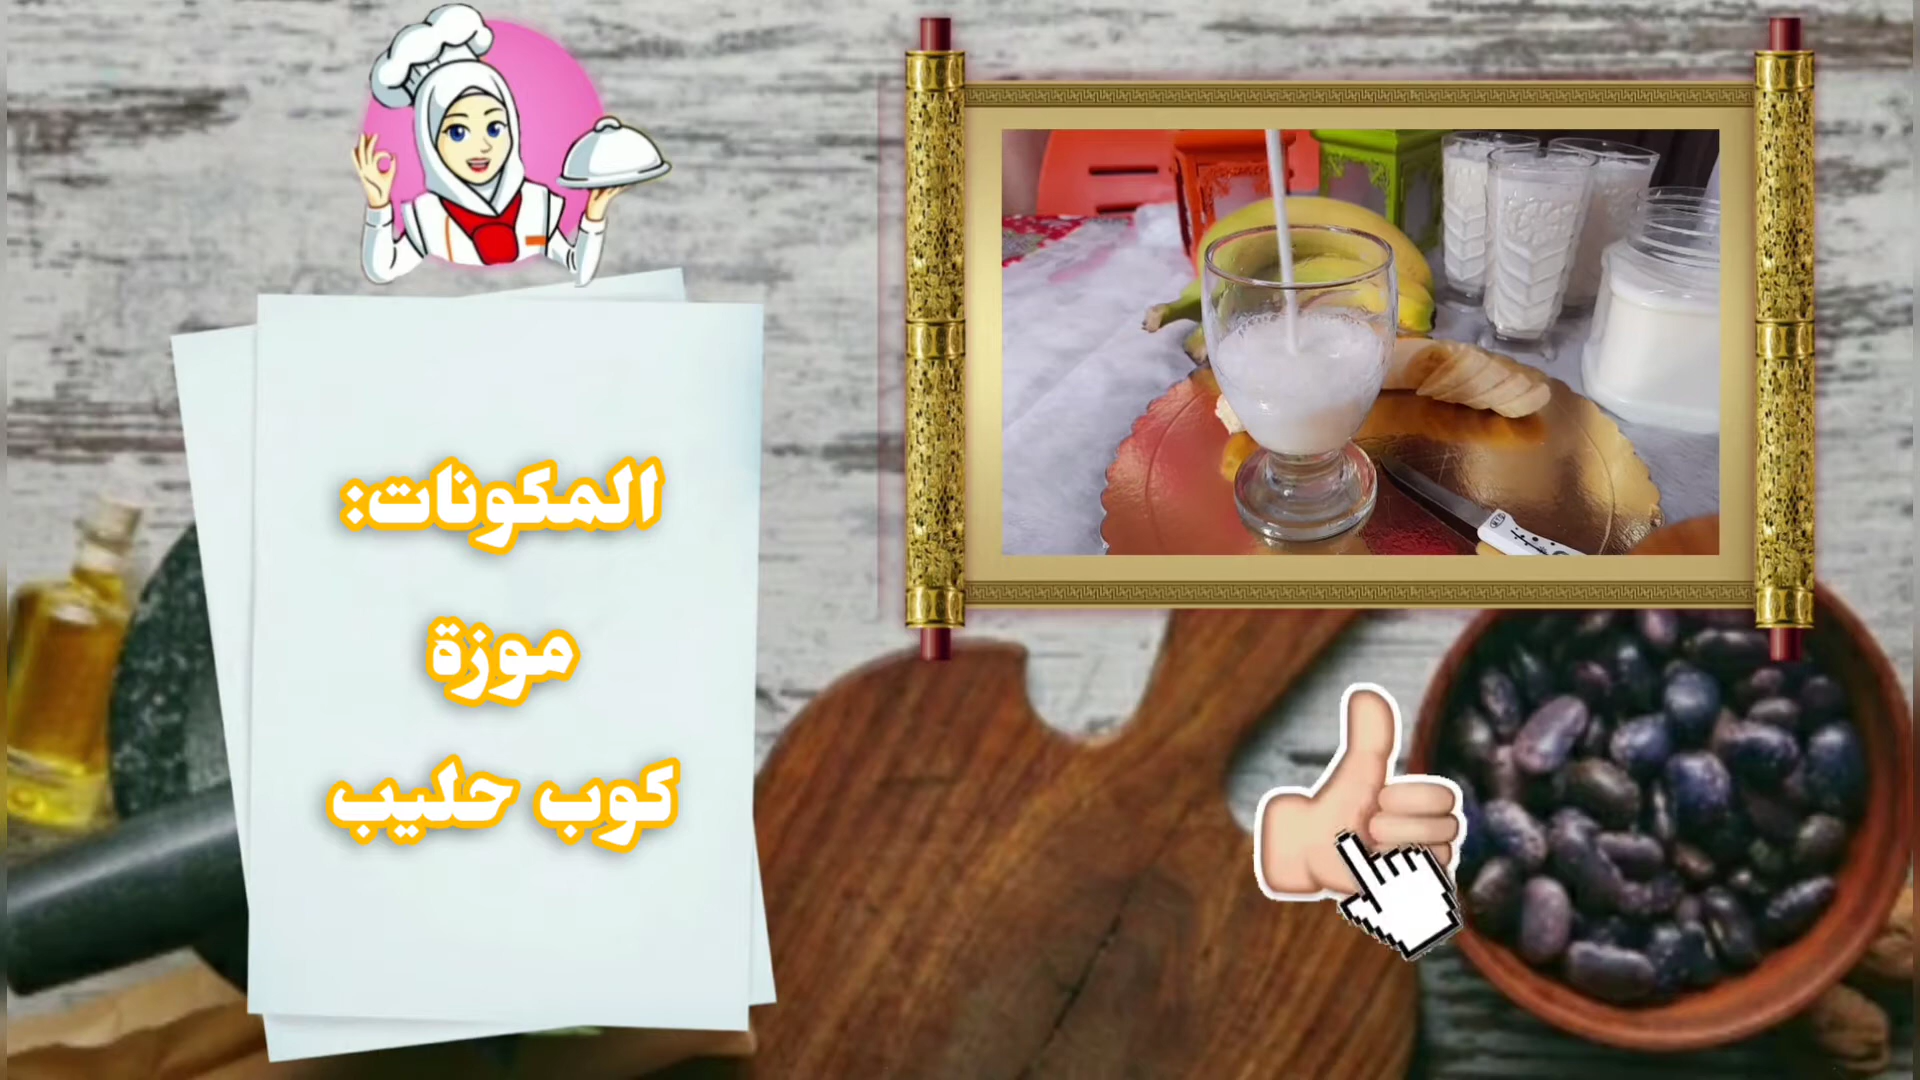 المكونات:
موزة
كوب حليب